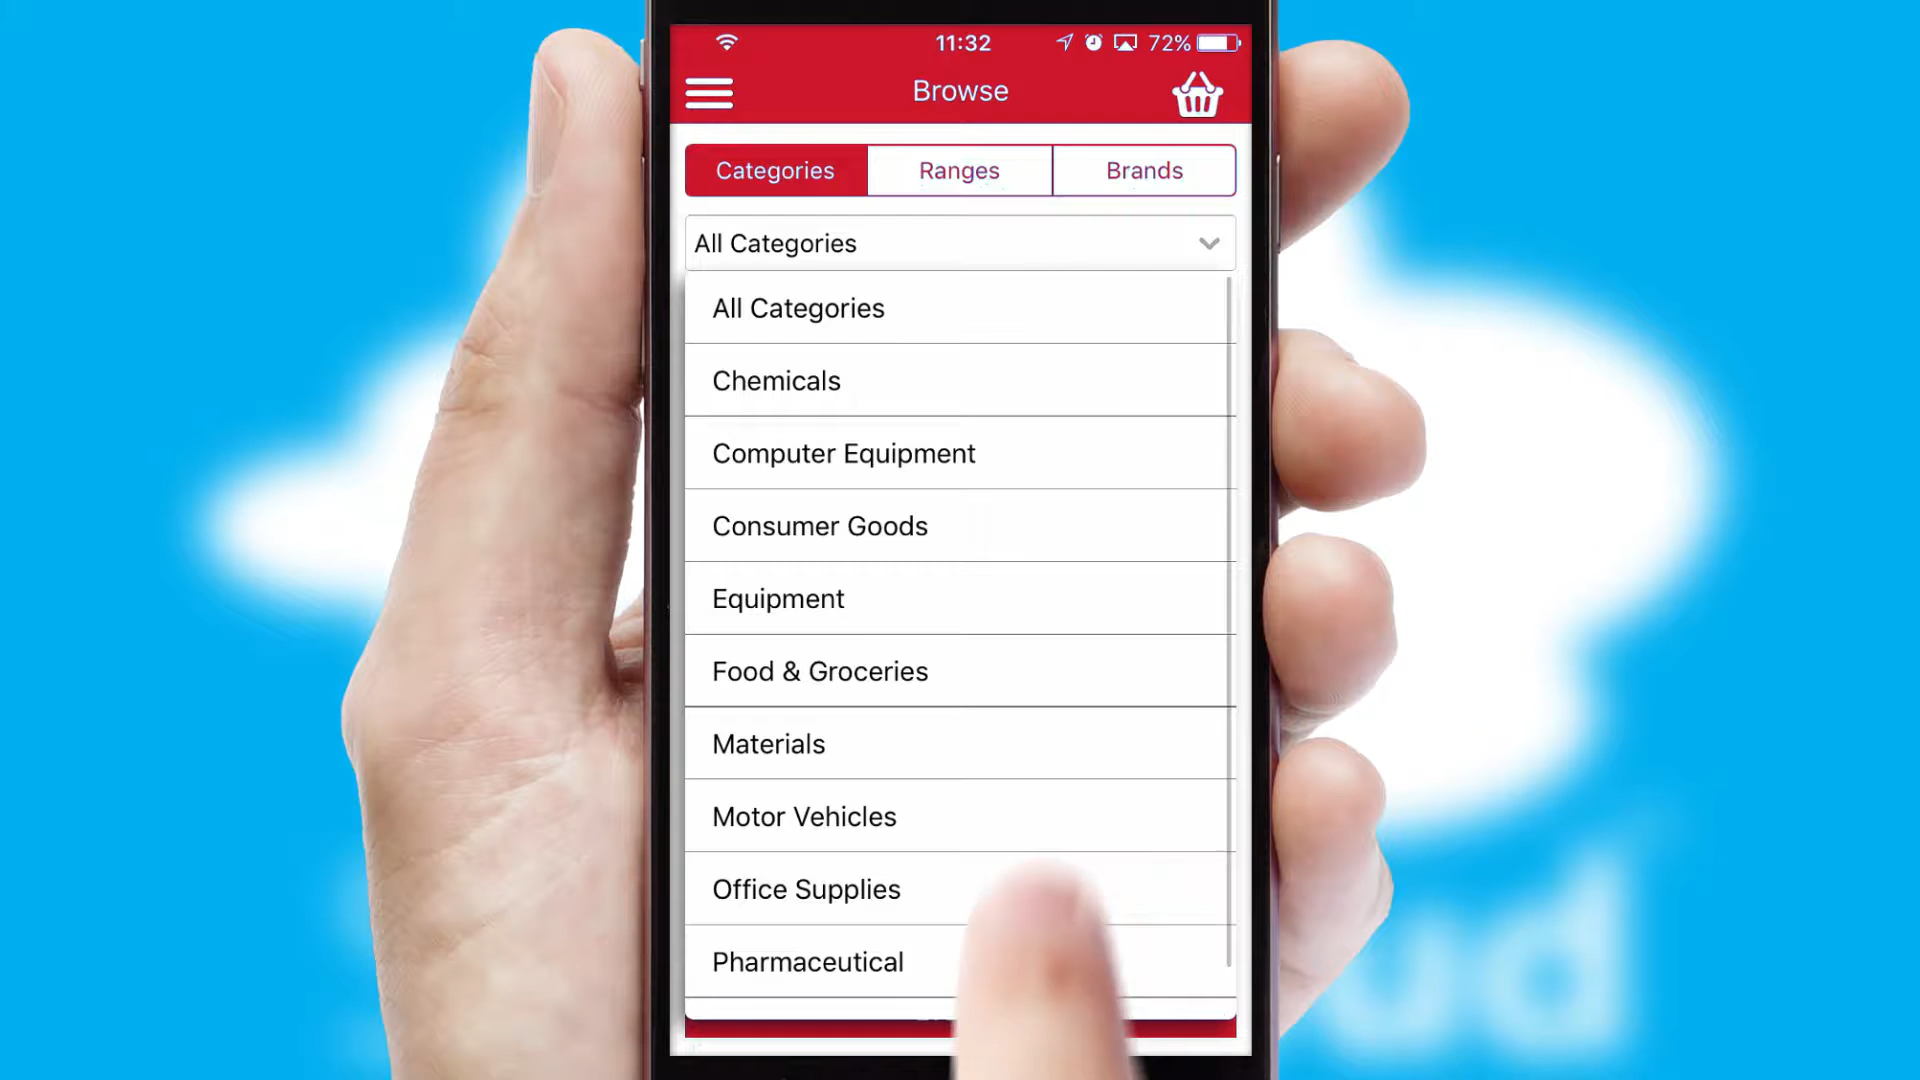 11:32
72%
Browse
Categories
Ranges
Brands
All Categories
All Categories
Chemicals
Computer Equipment
Consumer Goods
Equipment
Food & Groceries
Materials
Motor Vehicles
Office Supplies
Pharmaceutical
ud